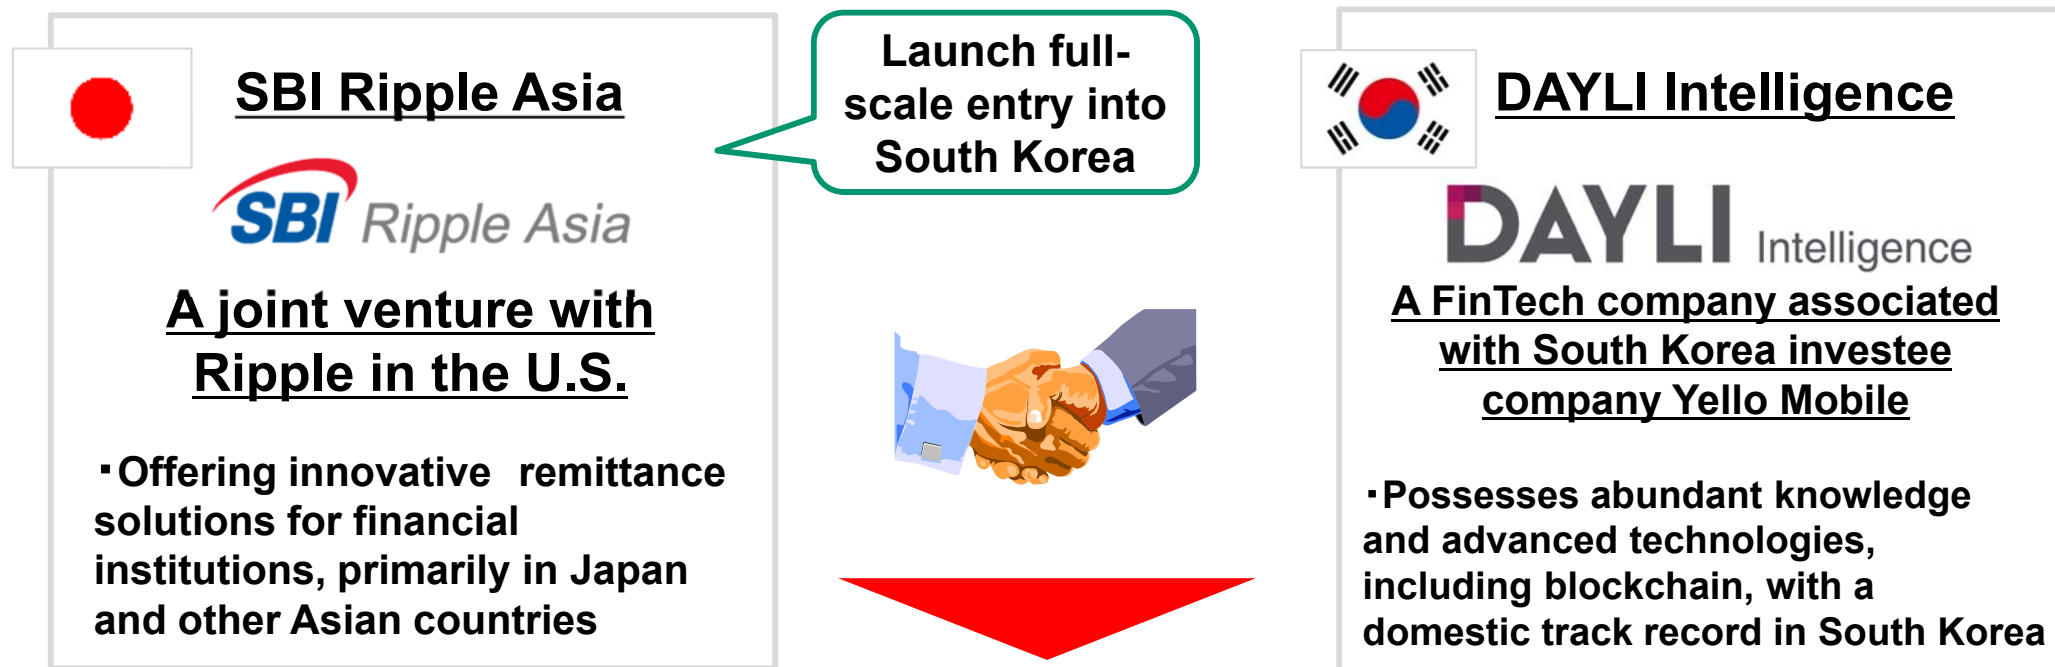 SBI Ripple Asia
SBI Ripple Asia
A joint venture with
Ripple in the U.S.
・Offering innovative remittance
solutions for financial
institutions, primarily in Japan
and other Asian countries
Launch full-
scale entry into
South Korea
DAYLI Intelligence
DAYLI Intelligence
A FinTech company associated
with South Korea investee
company Yello Mobile
・Possesses abundant knowledge
and advanced technologies,
including blockchain, with a
domestic track record in South Korea